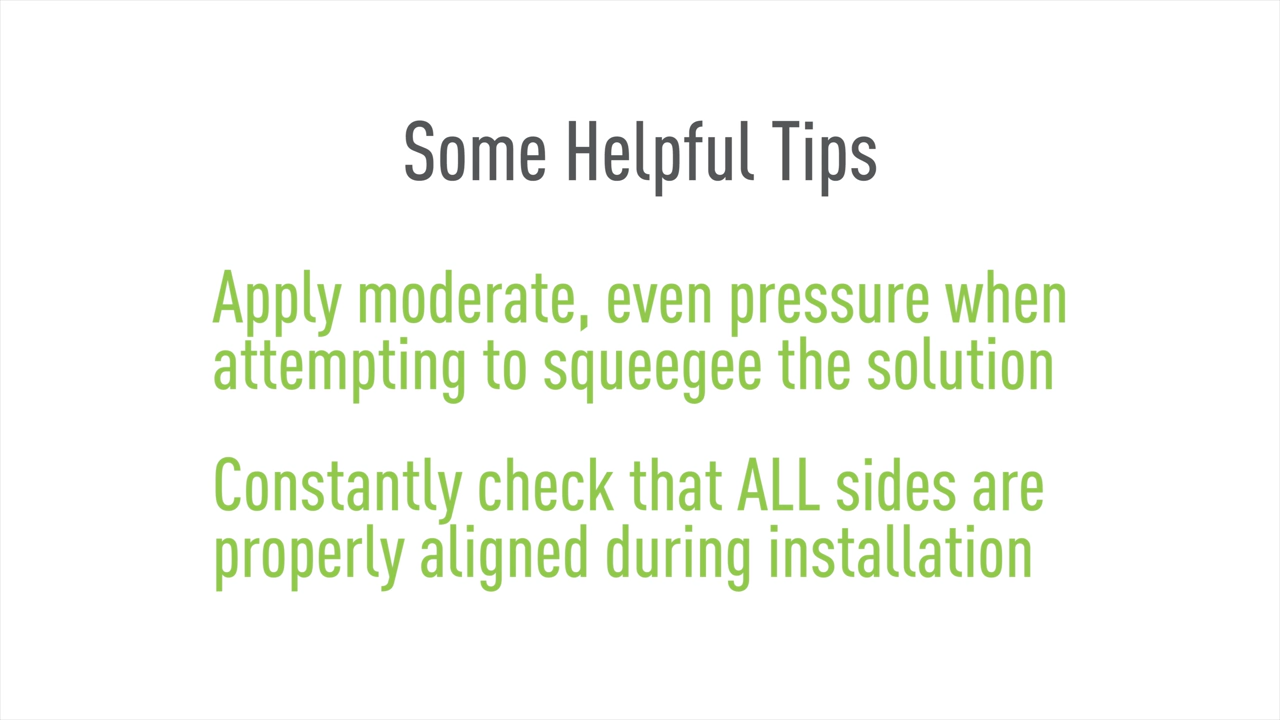 Some Helpful Tips
Apply moderate, even pressure when
attempting to squeegee the solution
Constantly check that ALL sides are
properly aligned during installation